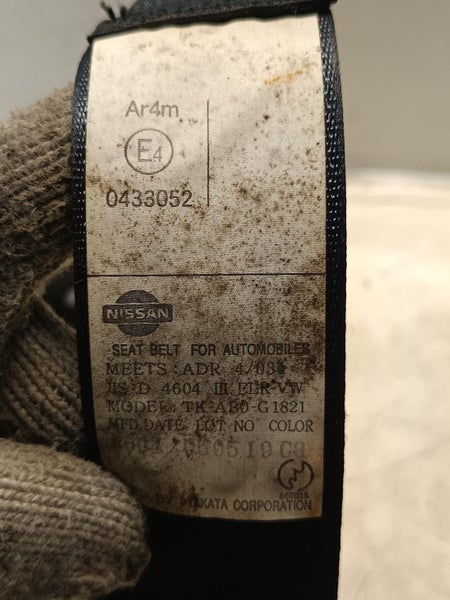 Ar4m
E4
0433052
NISSAN
SEAT BELT FOR AUTOMOBILES
MEETS: ADR 4/03
JIS D 4604 III ELR-VW
MODEL: TK-AB0-G1821
MFD.DATE LOT NO COLOR
BY TAKATA CORPORATION